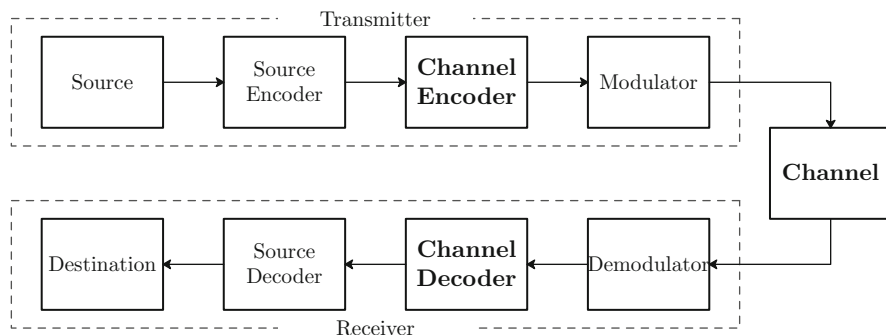 Transmitter
Source
Source
Encoder
Channel
Encoder
Modulator
Channel
Destination
Source
Decoder
Channel
Decoder
Demodulator
Receiver